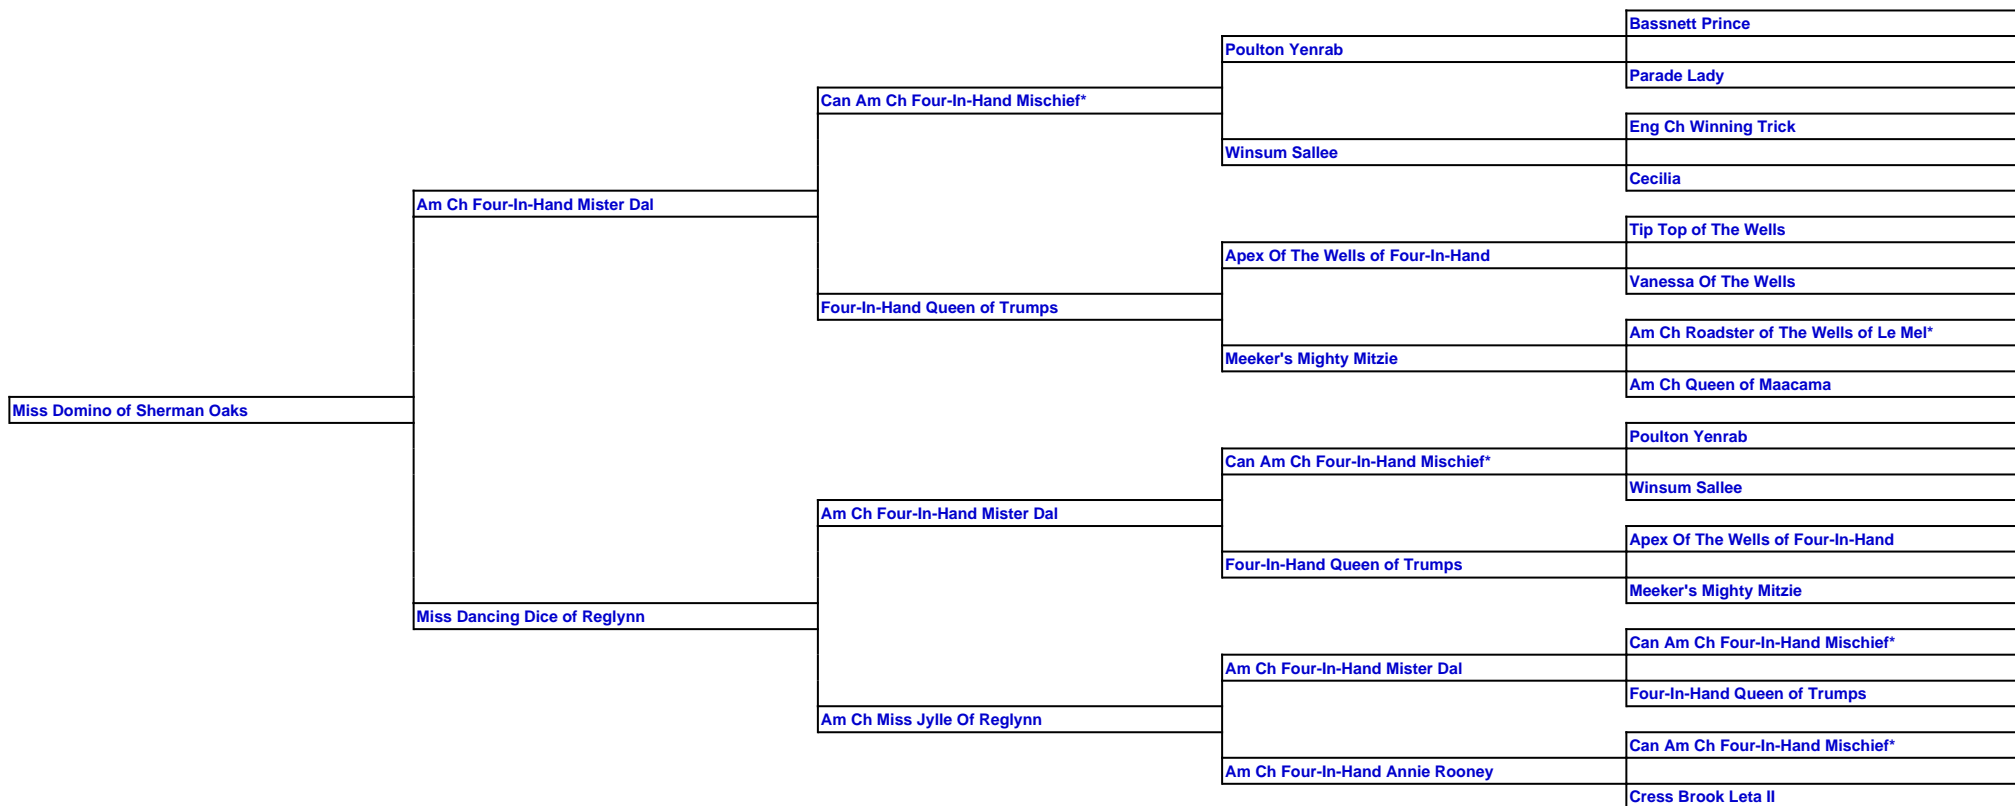 Bassnett Prince
Poulton Yenrab
Parade Lady
Can Am Ch Four-In-Hand Mischief*
Eng Ch Winning Trick
Winsum Sallee
Cecilia
Am Ch Four-In-Hand Mister Dal
Tip Top of The Wells
Apex Of The Wells of Four-In-Hand
Vanessa Of The Wells
Four-In-Hand Queen of Trumps
Am Ch Roadster of The Wells of Le Mel*
Meeker's Mighty Mitzie
Am Ch Queen of Maacama
Miss Domino of Sherman Oaks
Poulton Yenrab
Can Am Ch Four-In-Hand Mischief*
Winsum Sallee
Am Ch Four-In-Hand Mister Dal
Apex Of The Wells of Four-In-Hand
Four-In-Hand Queen of Trumps
Meeker's Mighty Mitzie
Miss Dancing Dice of Reglynn
Can Am Ch Four-In-Hand Mischief*
Am Ch Four-In-Hand Mister Dal
Four-In-Hand Queen of Trumps
Am Ch Miss Jylle Of Reglynn
Can Am Ch Four-In-Hand Mischief*
Am Ch Four-In-Hand Annie Rooney
Cress Brook Leta II